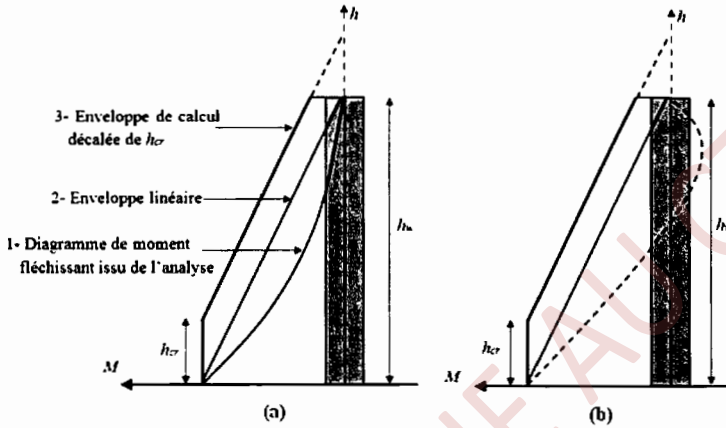 h
3- Enveloppe de calcul
décalée de hcr
2- Enveloppe linéaire
1- Diagramme de moment
fléchissant issu de l'analyse
hw
hcr
M
(a)
h
hcr
M
(b)